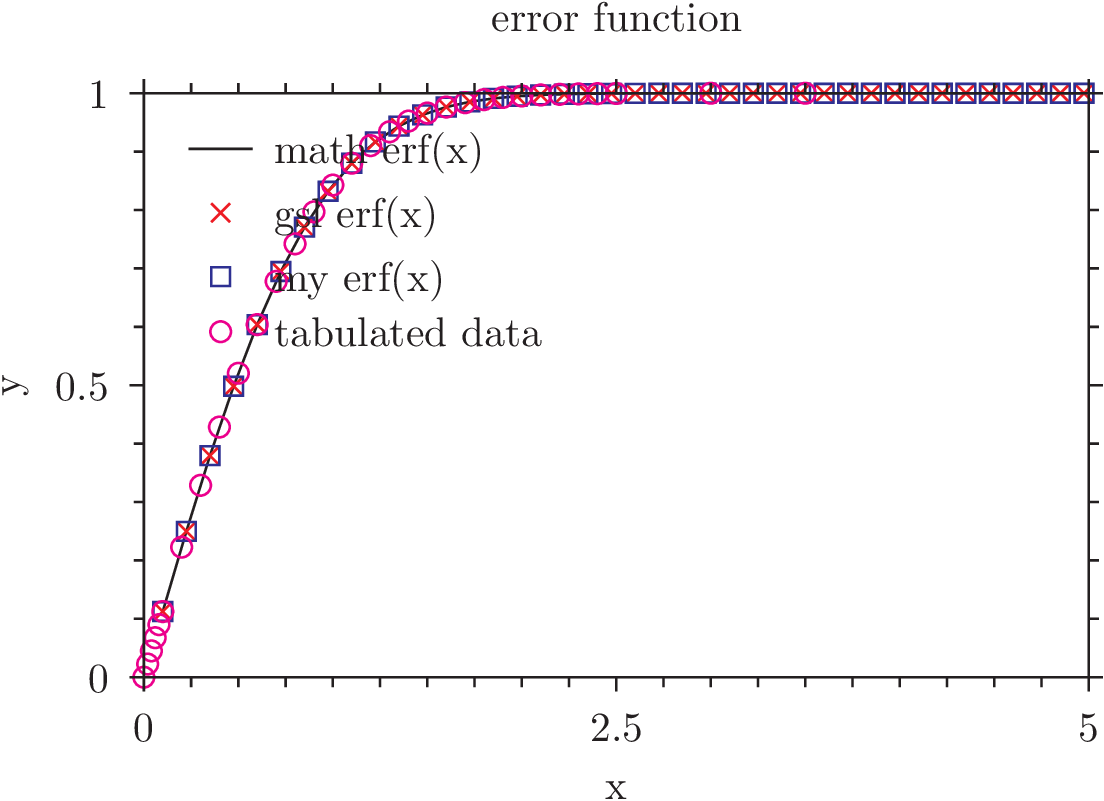 error function
1
math erf(x)
gsl erf(x)
my erf(x)
tabulated data
y
0.5
0
0
2.5
5
x